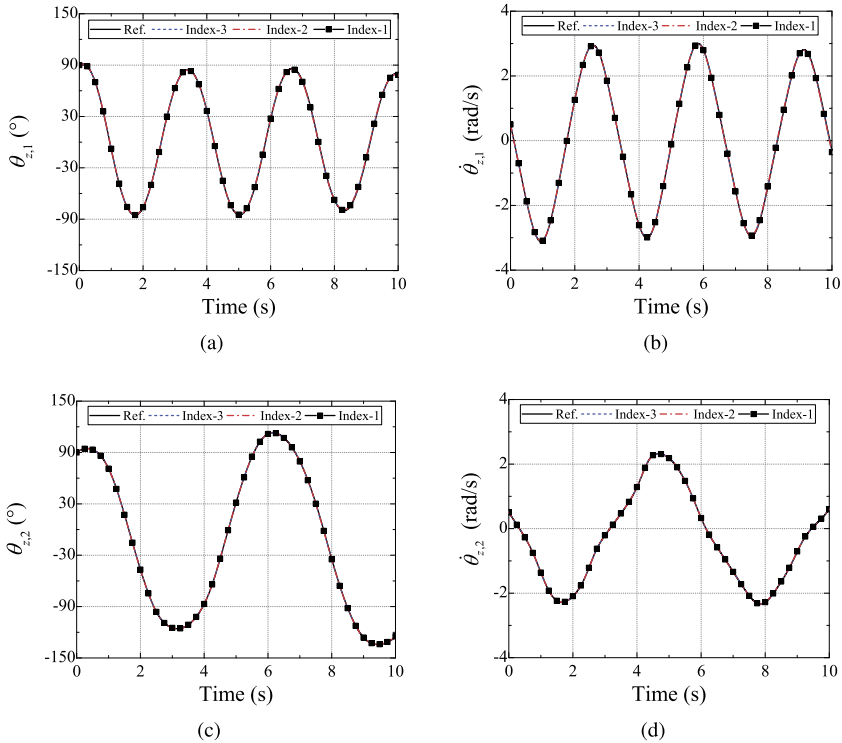 150
90
30
-30
-90
-150
θz,1 (°)
Ref. Index-3 Index-2 Index-1
0 2 4 6 8 10
Time (s)
(a)
4
2
0
-2
-4
θ̇z,1 (rad/s)
Ref. Index-3 Index-2 Index-1
0 2 4 6 8 10
Time (s)
(b)
150
90
30
-30
-90
-150
θz,2 (°)
Ref. Index-3 Index-2 Index-1
0 2 4 6 8 10
Time (s)
(c)
4
2
0
-2
-4
θ̇z,2 (rad/s)
Ref. Index-3 Index-2 Index-1
0 2 4 6 8 10
Time (s)
(d)